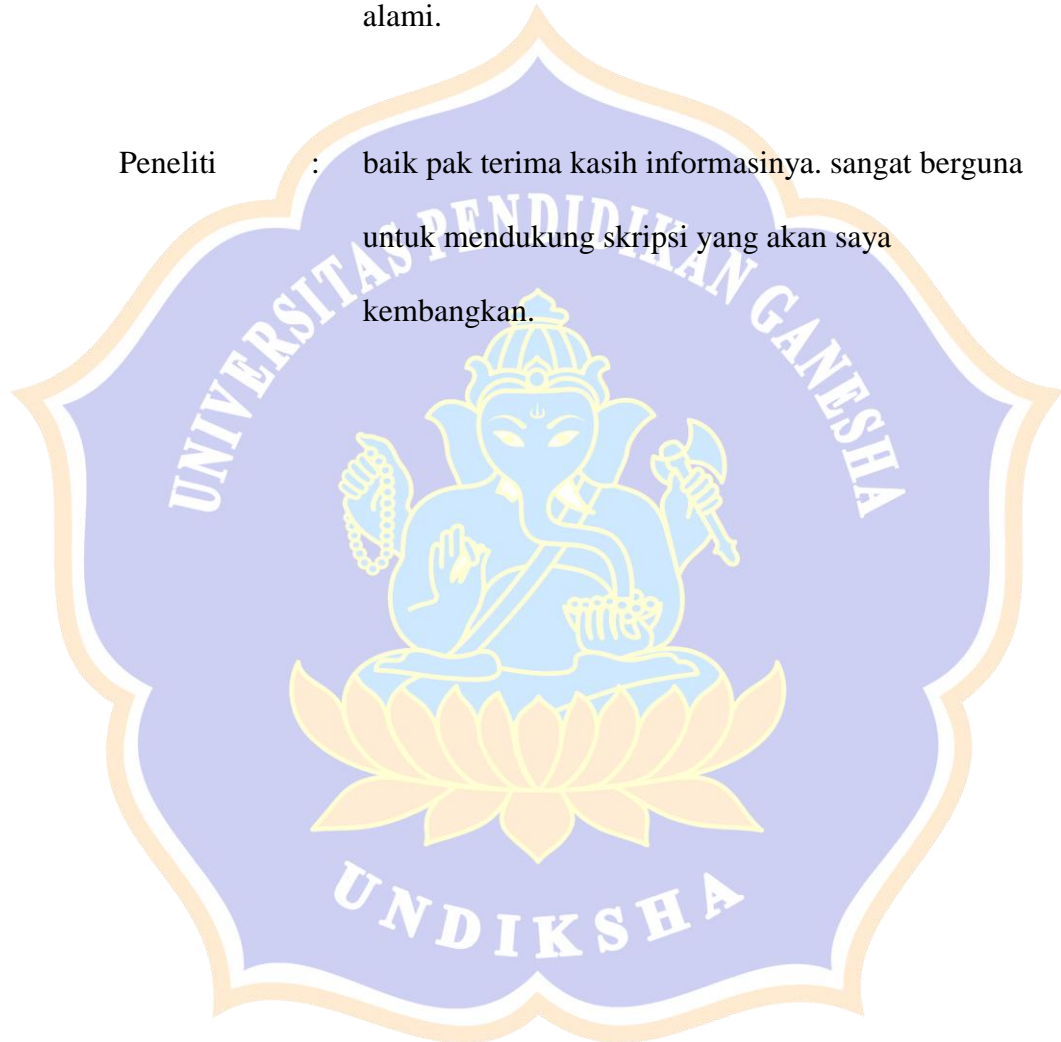 alami.
Peneliti : baik pak terima kasih informasinya. sangat berguna
untuk mendukung skripsi yang akan saya
kembangkan.
UNIVERSITAS PENDIDIKAN GANESHA
UNDIKSHA